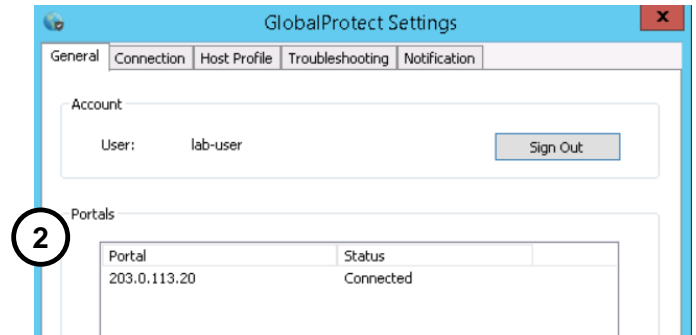 GlobalProtect Settings
x
General Connection Host Profile Troubleshooting Notification
Account
User: lab-user Sign Out
2
Portals
Portal Status
203.0.113.20 Connected